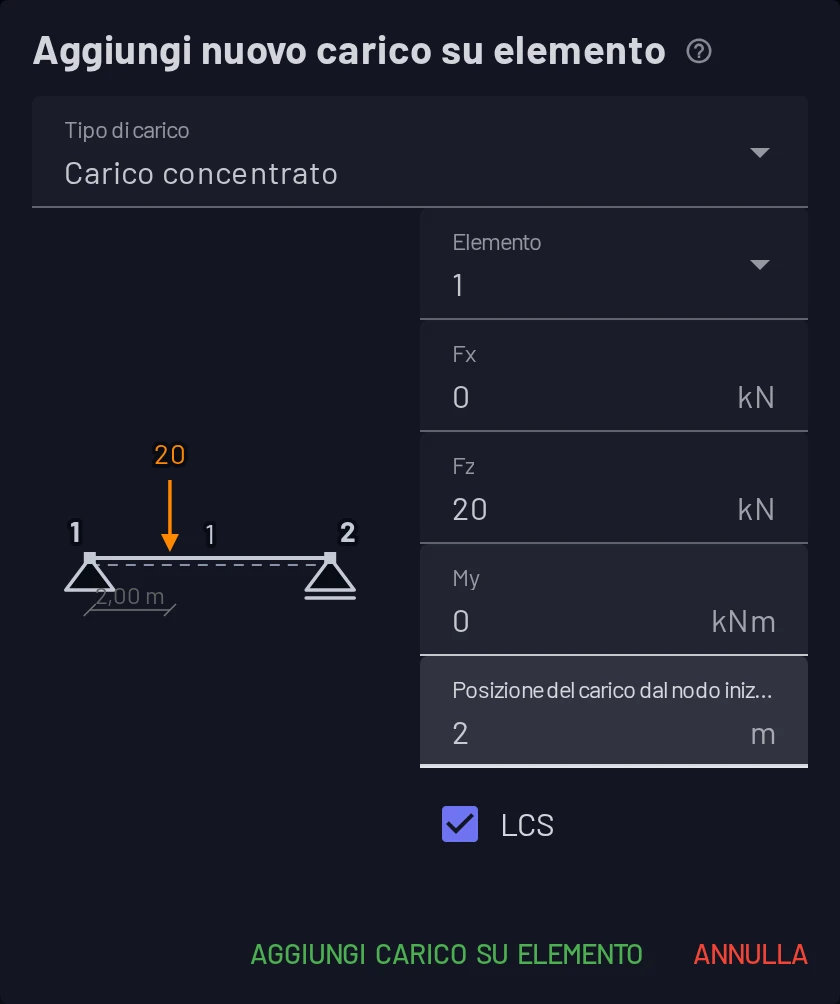 Aggiungi nuovo carico su elemento
Tipo di carico
Carico concentrato
Elemento
1
Fx
0 kN
Fz
20 kN
My
0 kNm
Posizione del carico dal nodo iniz...
2 m
LCS
20
1 1 2
2,00 m
AGGIUNGI CARICO SU ELEMENTO ANNULLA